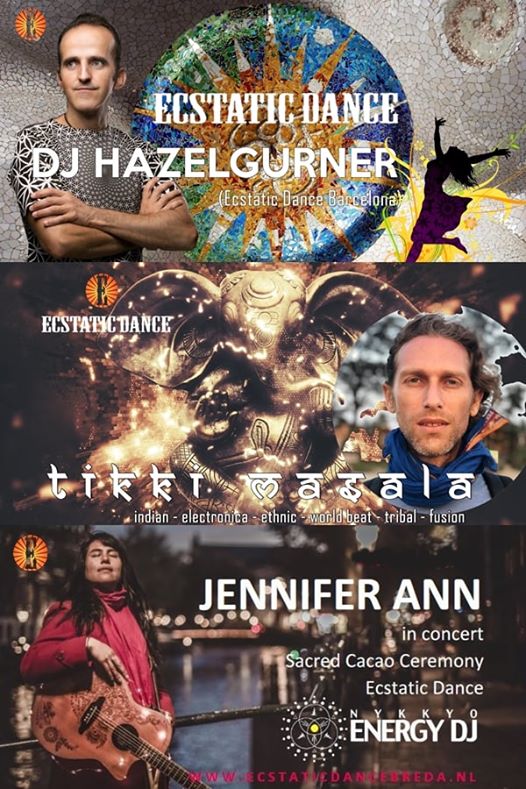 ECSTATIC DANCE
DJ HAZELGURNER
(Ecstatic Dance Barcelona)
ECSTATIC DANCE
tikki masala
indian - electronica - ethnic - world beat - tribal - fusion
JENNIFER ANN
in concert
Sacred Cacao Ceremony
Ecstatic Dance
NYKKYO
ENERGY DJ
WWW.ECSTATICDANCEBREDA.NL